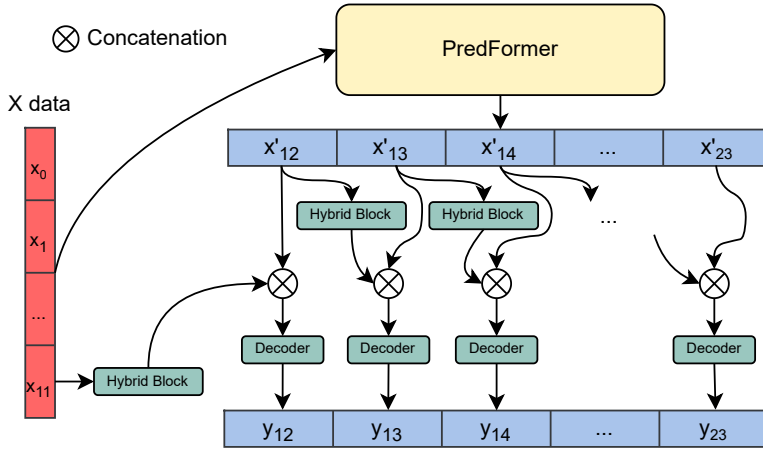 Concatenation
PredFormer
X data
x0
x1
...
x11
x'12
x'13
x'14
...
x'23
Hybrid Block
Hybrid Block
...
Hybrid Block
Decoder
Decoder
Decoder
Decoder
y12
y13
y14
...
y23